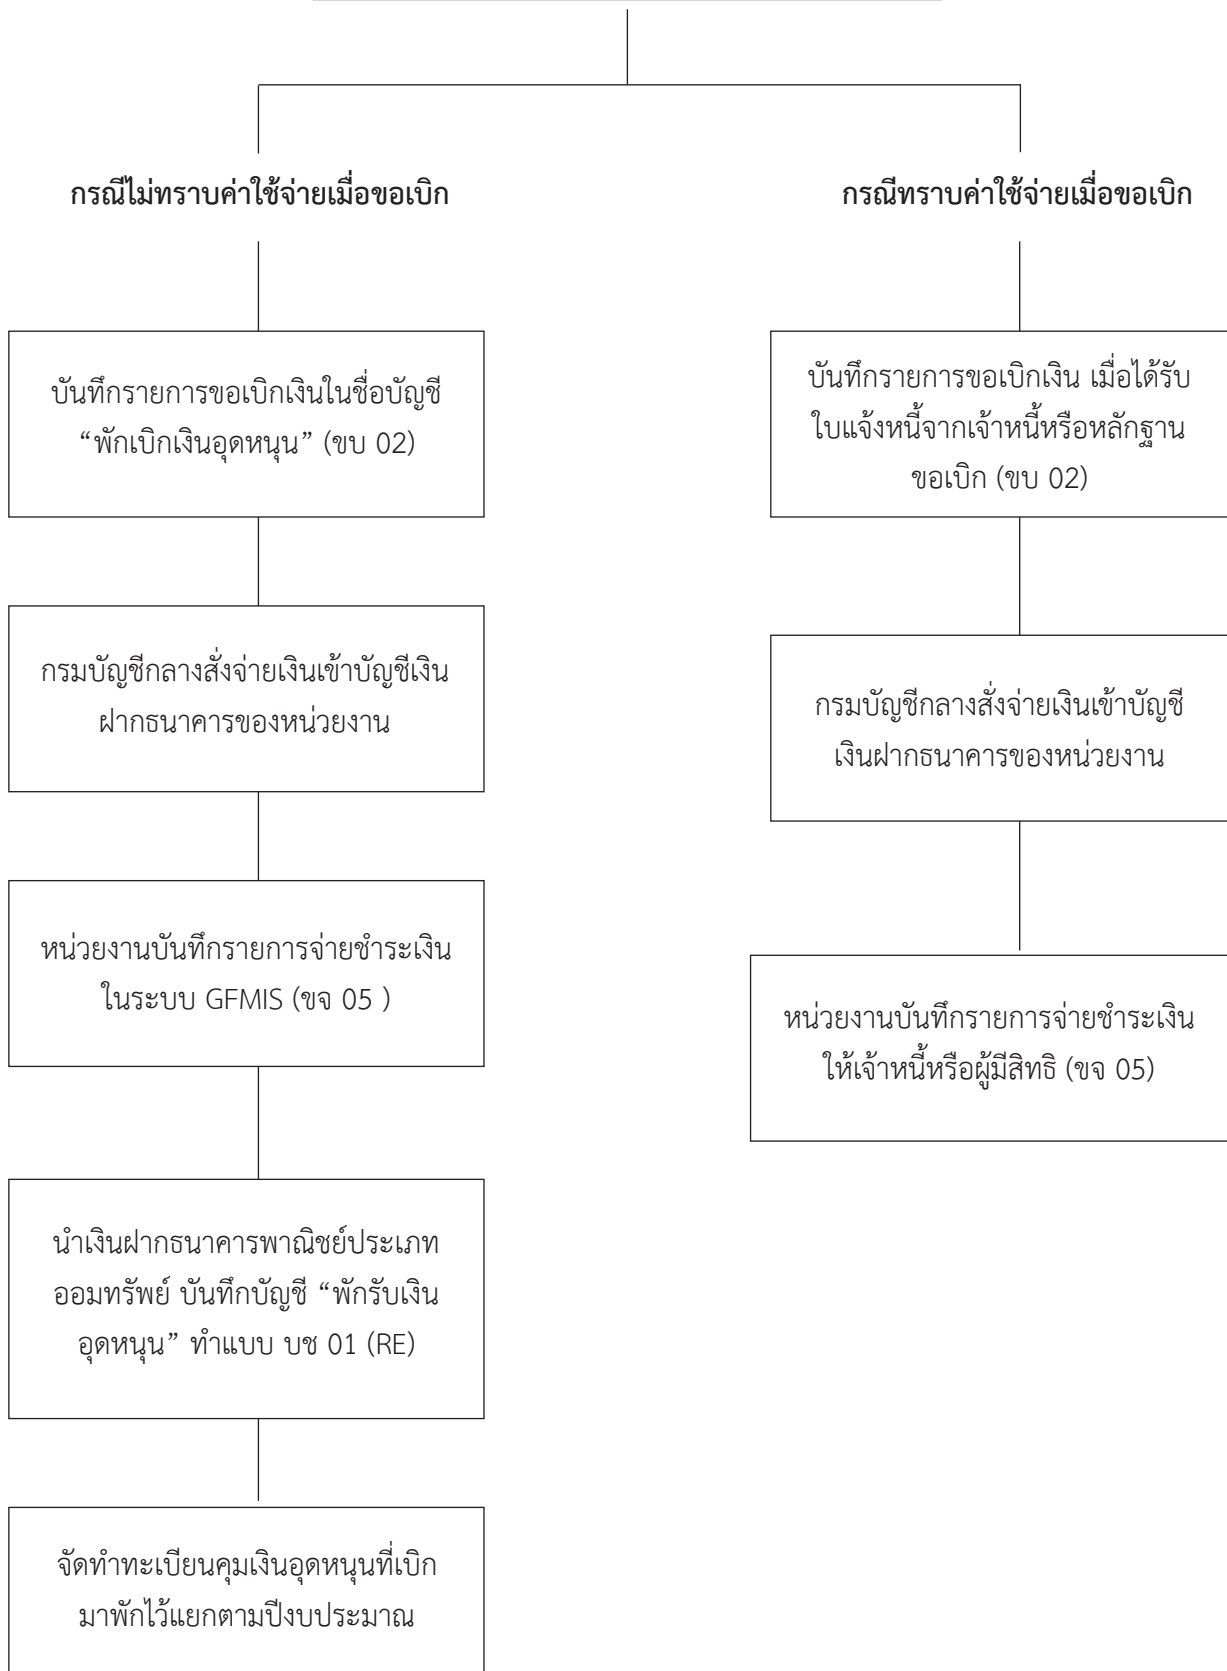 กรณีไม่ทราบค่าใช้จ่ายเมื่อขอเบิก
บันทึกรายการขอเบิกเงินในชื่อบัญชี
“พักเบิกเงินอุดหนุน” (ขบ 02)
กรมบัญชีกลางสั่งจ่ายเงินเข้าบัญชีเงิน
ฝากธนาคารของหน่วยงาน
หน่วยงานบันทึกรายการจ่ายชำระเงิน
ในระบบ GFMIS (ขจ 05 )
นำเงินฝากธนาคารพาณิชย์ประเภท
ออมทรัพย์ บันทึกบัญชี “พักรับเงิน
อุดหนุน” ทำแบบ บช 01 (RE)
จัดทำทะเบียนคุมเงินอุดหนุนที่เบิก
มาพักไว้แยกตามปีงบประมาณ
กรณีทราบค่าใช้จ่ายเมื่อขอเบิก
บันทึกรายการขอเบิกเงิน เมื่อได้รับ
ใบแจ้งหนี้จากเจ้าหนี้หรือหลักฐาน
ขอเบิก (ขบ 02)
กรมบัญชีกลางสั่งจ่ายเงินเข้าบัญชี
เงินฝากธนาคารของหน่วยงาน
หน่วยงานบันทึกรายการจ่ายชำระเงิน
ให้เจ้าหนี้หรือผู้มีสิทธิ (ขจ 05)